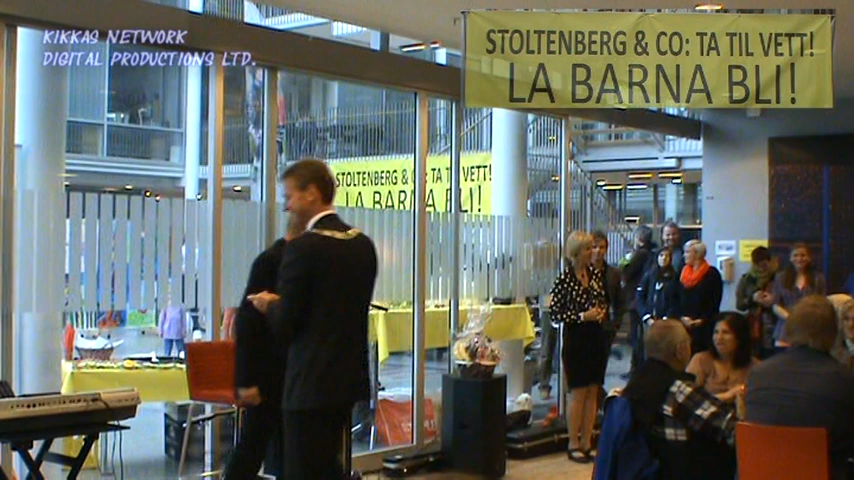 KIKKAS NETWORK
DIGITAL PRODUCTIONS LTD.
STOLTENBERG & CO: TA TIL VETT!
LA BARNA BLI!
STOLTENBERG & CO: TA TIL VETT!
LA BARNA BLI!